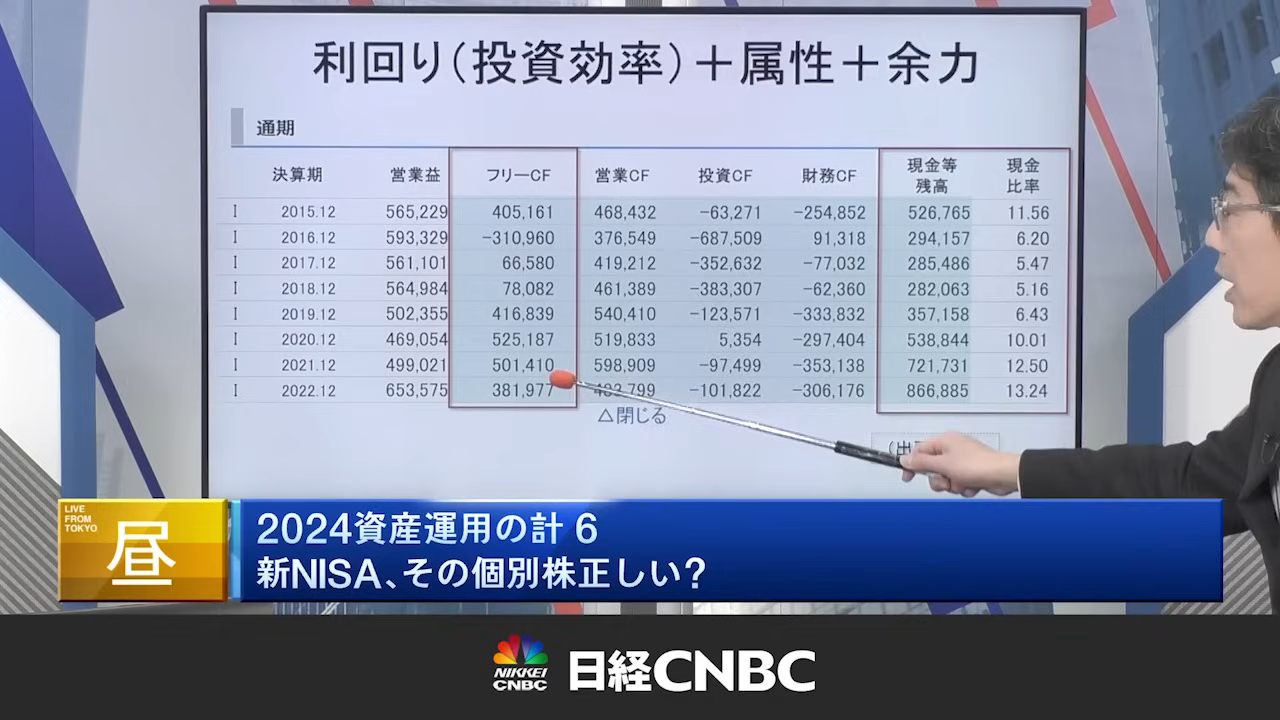 利回り（投資効率）＋属性＋余力
通期
決算期 営業益 フリーCF 営業CF 投資CF 財務CF 現金等残高 現金比率
I 2015.12 565,229 405,161 468,432 −63,271 −254,852 526,765 11.56
I 2016.12 593,329 −310,960 376,549 −687,509 91,318 294,157 6.20
I 2017.12 561,101 66,580 419,212 −352,632 −77,032 285,486 5.47
I 2018.12 564,984 78,082 461,389 −383,307 −62,360 282,063 5.16
I 2019.12 502,355 416,839 540,410 −123,571 −333,832 357,158 6.43
I 2020.12 469,054 525,187 519,833 5,354 −297,404 538,844 10.01
I 2021.12 499,021 501,410 598,909 −97,499 −353,138 721,731 12.50
I 2022.12 653,575 381,977 483,799 −101,822 −306,176 866,885 13.24
△閉じる
LIVE
FROM
TOKYO
昼
2024資産運用の計 6
新NISA、その個別株正しい？
NIKKEI
CNBC
日経CNBC